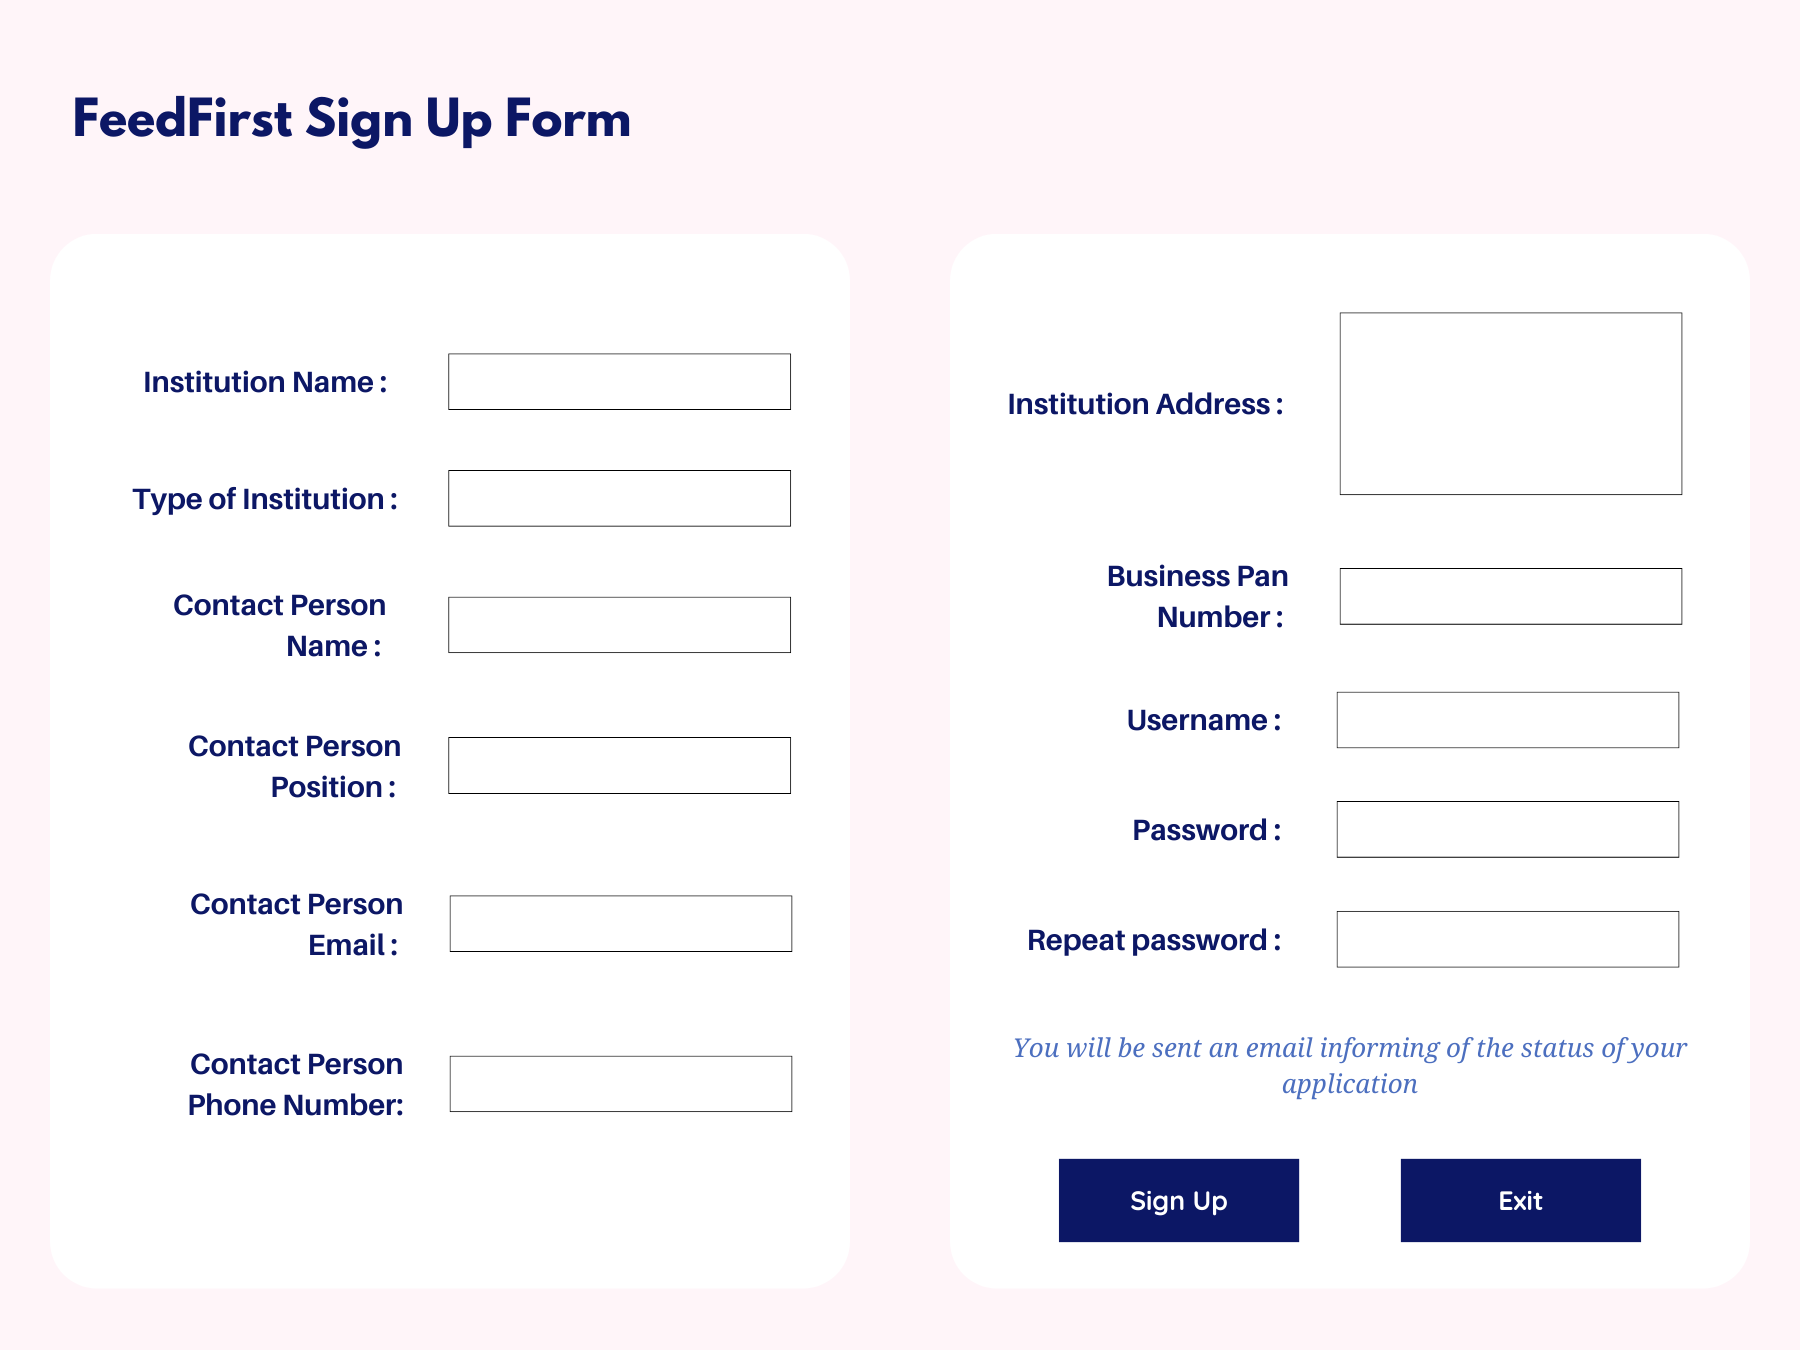 FeedFirst Sign Up Form
Institution Name :
Type of Institution :
Contact Person
Name :
Contact Person
Position :
Contact Person
Email :
Contact Person
Phone Number:
Institution Address :
Business Pan
Number :
Username :
Password :
Repeat password :
You will be sent an email informing of the status of your
application
Sign Up
Exit